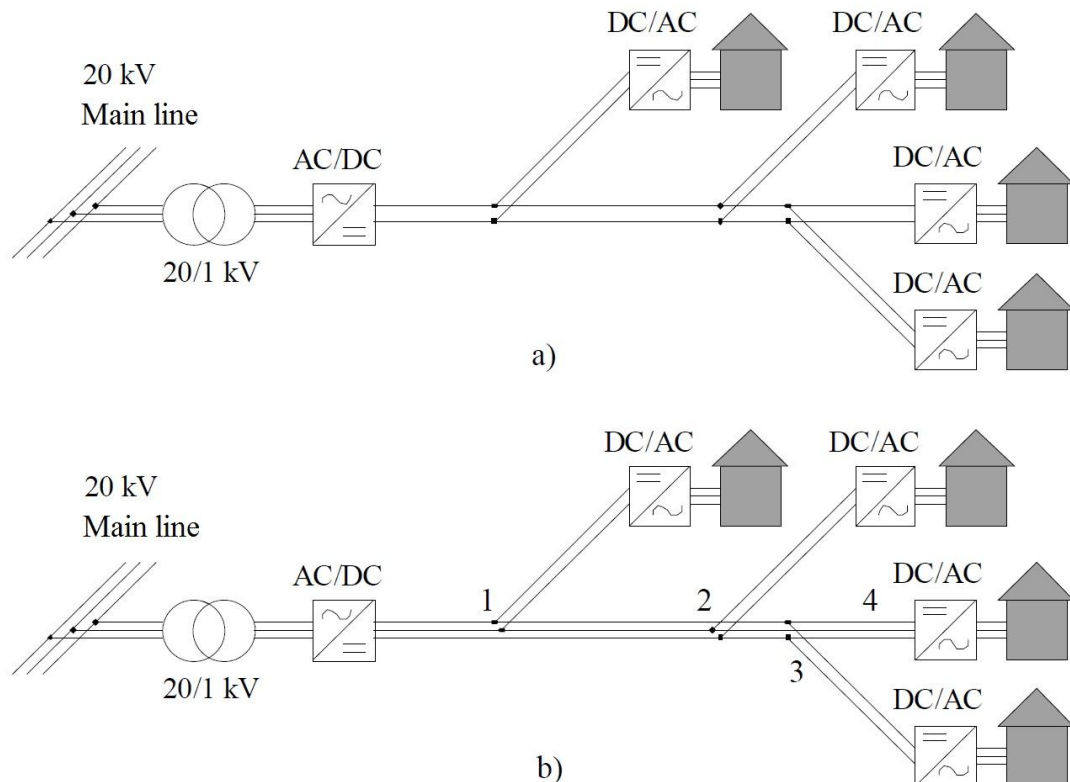 DC/AC
DC/AC
20 kV
Main line
AC/DC
DC/AC
20/1 kV
DC/AC
a)
DC/AC
DC/AC
20 kV
Main line
AC/DC
1
2
4
DC/AC
20/1 kV
3
DC/AC
b)